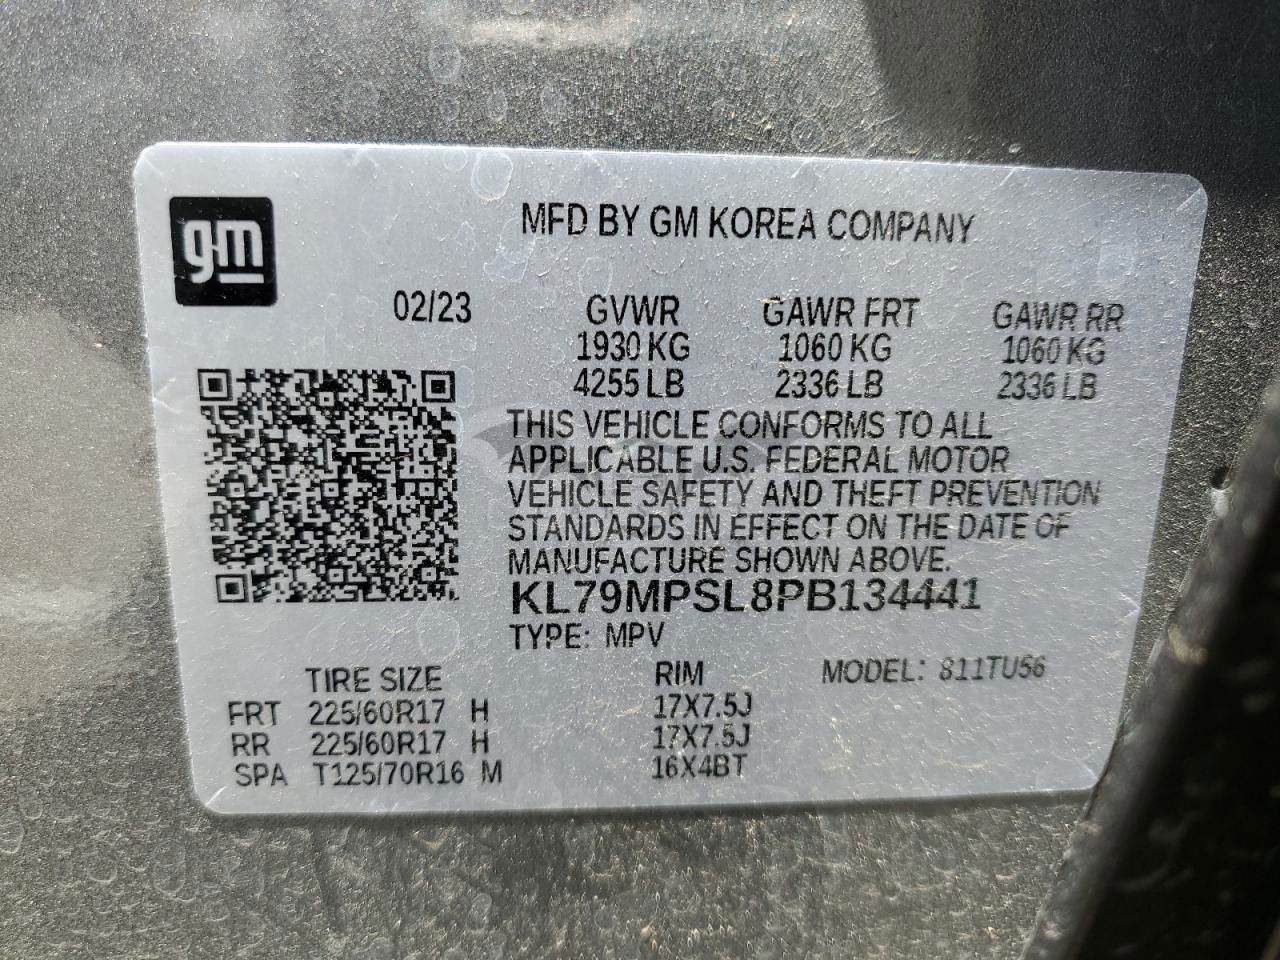 gm
MFD BY GM KOREA COMPANY
02/23 GVWR GAWR FRT GAWR RR
1930 KG 1060 KG 1060 KG
4255 LB 2336 LB 2336 LB
THIS VEHICLE CONFORMS TO ALL
APPLICABLE U.S. FEDERAL MOTOR
VEHICLE SAFETY AND THEFT PREVENTION
STANDARDS IN EFFECT ON THE DATE OF
MANUFACTURE SHOWN ABOVE.
KL79MPSL8PB134441
TYPE: MPV
TIRE SIZE RIM MODEL: 811TU56
FRT 225/60R17 H 17X7.5J
RR 225/60R17 H 17X7.5J
SPA T125/70R16 M 16X4BT